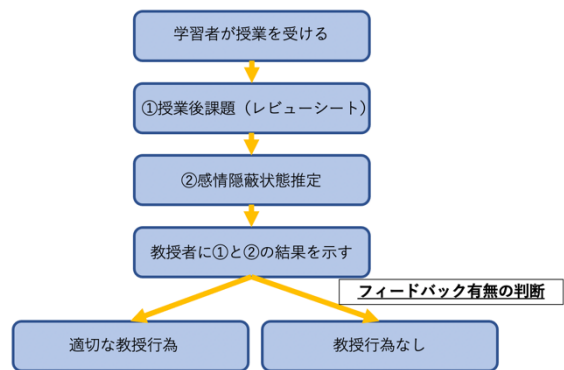 学習者が授業を受ける
①授業後課題（レビューシート）
②感情隠蔽状態推定
教授者に①と②の結果を示す
フィードバック有無の判断
適切な教授行為
教授行為なし